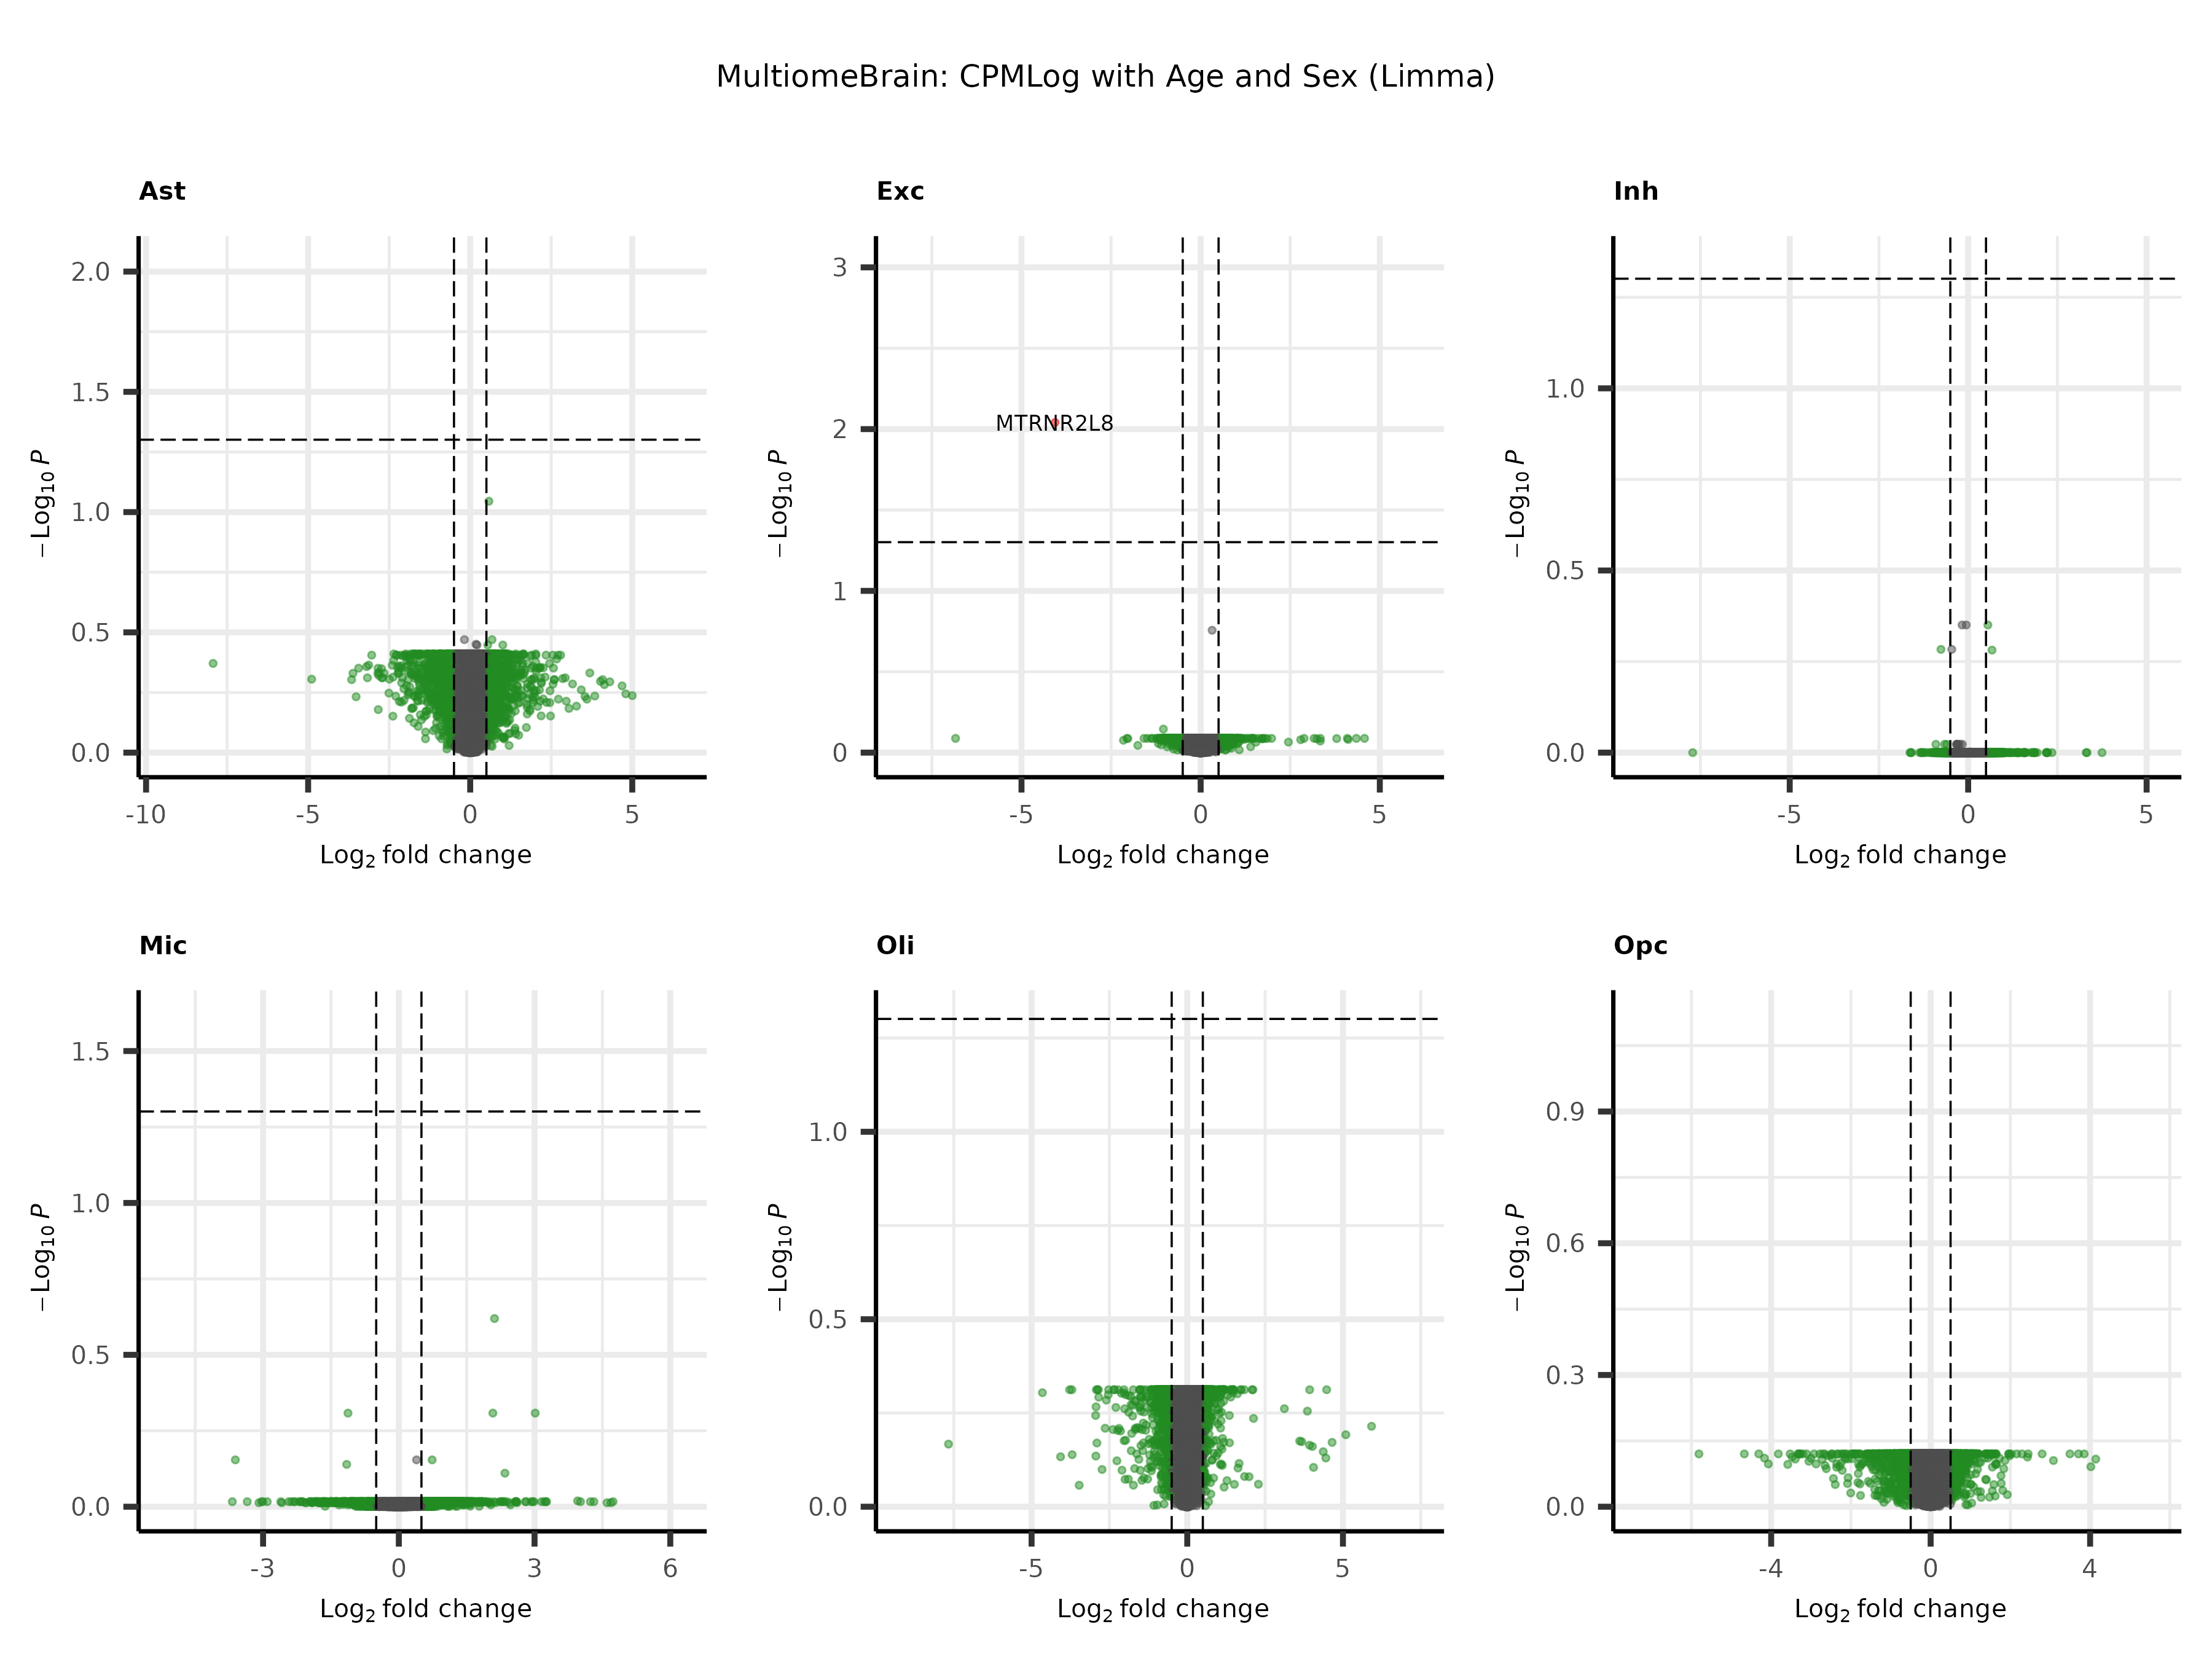 MultiomeBrain: CPMLog with Age and Sex (Limma)
Ast
−Log10 P
2.0
1.5
1.0
0.5
0.0
-10 -5 0 5
Log2 fold change
Exc
−Log10 P
3
2
1
0
MTRNR2L8
-5 0 5
Log2 fold change
Inh
−Log10 P
1.0
0.5
0.0
-5 0 5
Log2 fold change
Mic
−Log10 P
1.5
1.0
0.5
0.0
-3 0 3 6
Log2 fold change
Oli
−Log10 P
1.0
0.5
0.0
-5 0 5
Log2 fold change
Opc
−Log10 P
0.9
0.6
0.3
0.0
-4 0 4
Log2 fold change